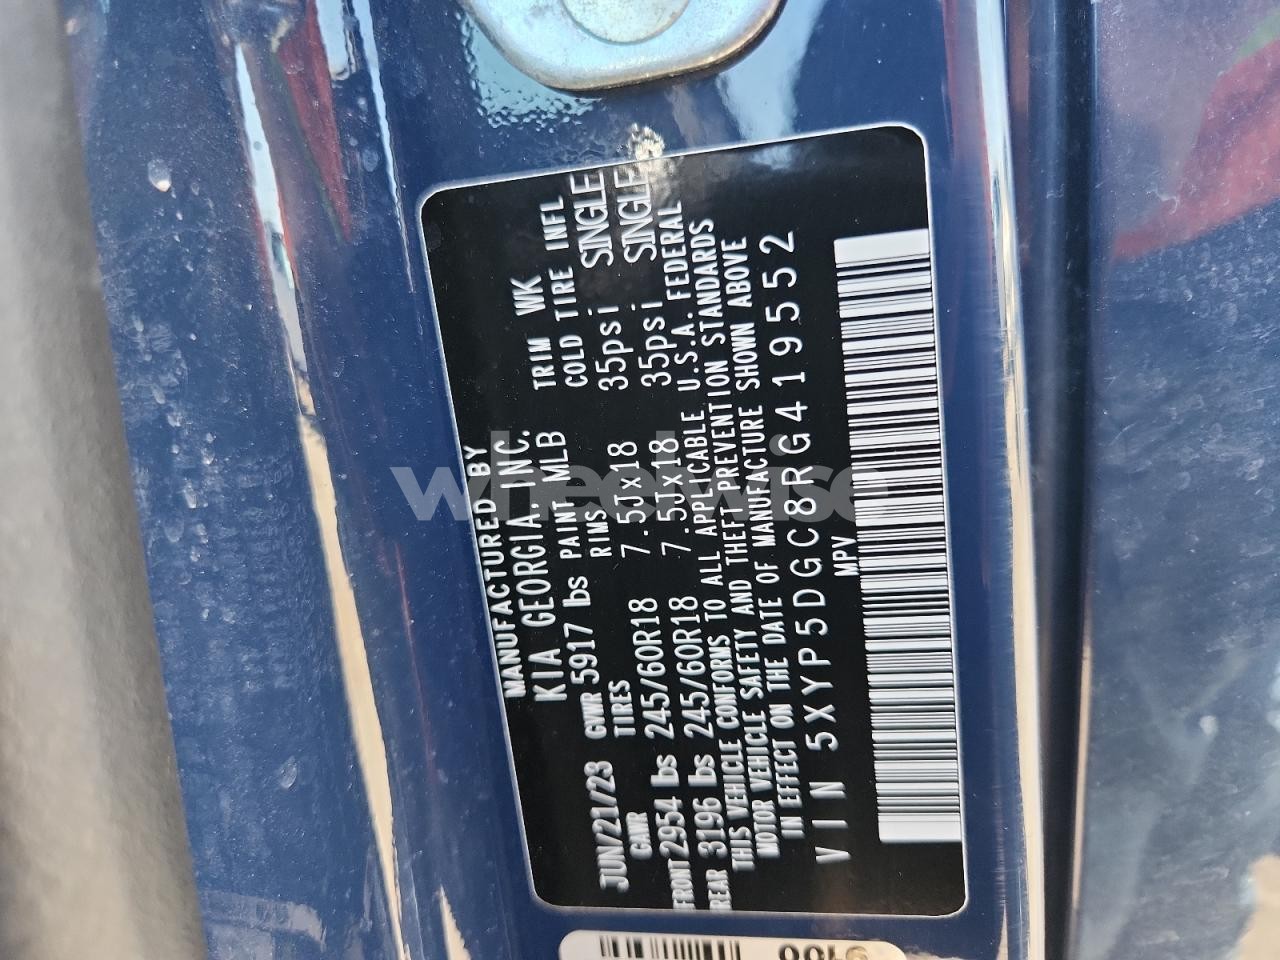 MANUFACTURED BY
KIA GEORGIA, INC.
JUN/21/23 GVWR 5917 lbs PAINT MLB TRIM WK
GAWR TIRES RIMS COLD TIRE INFL
FRONT 2954 lbs 245/60R18 7.5Jx18 35psi SINGLE
REAR 3196 lbs 245/60R18 7.5Jx18 35psi SINGLE
THIS VEHICLE CONFORMS TO ALL APPLICABLE U.S.A. FEDERAL
MOTOR VEHICLE SAFETY AND THEFT PREVENTION STANDARDS
IN EFFECT ON THE DATE OF MANUFACTURE SHOWN ABOVE
VIN 5XYP5DGC8RG419552
MPV
wheelwise